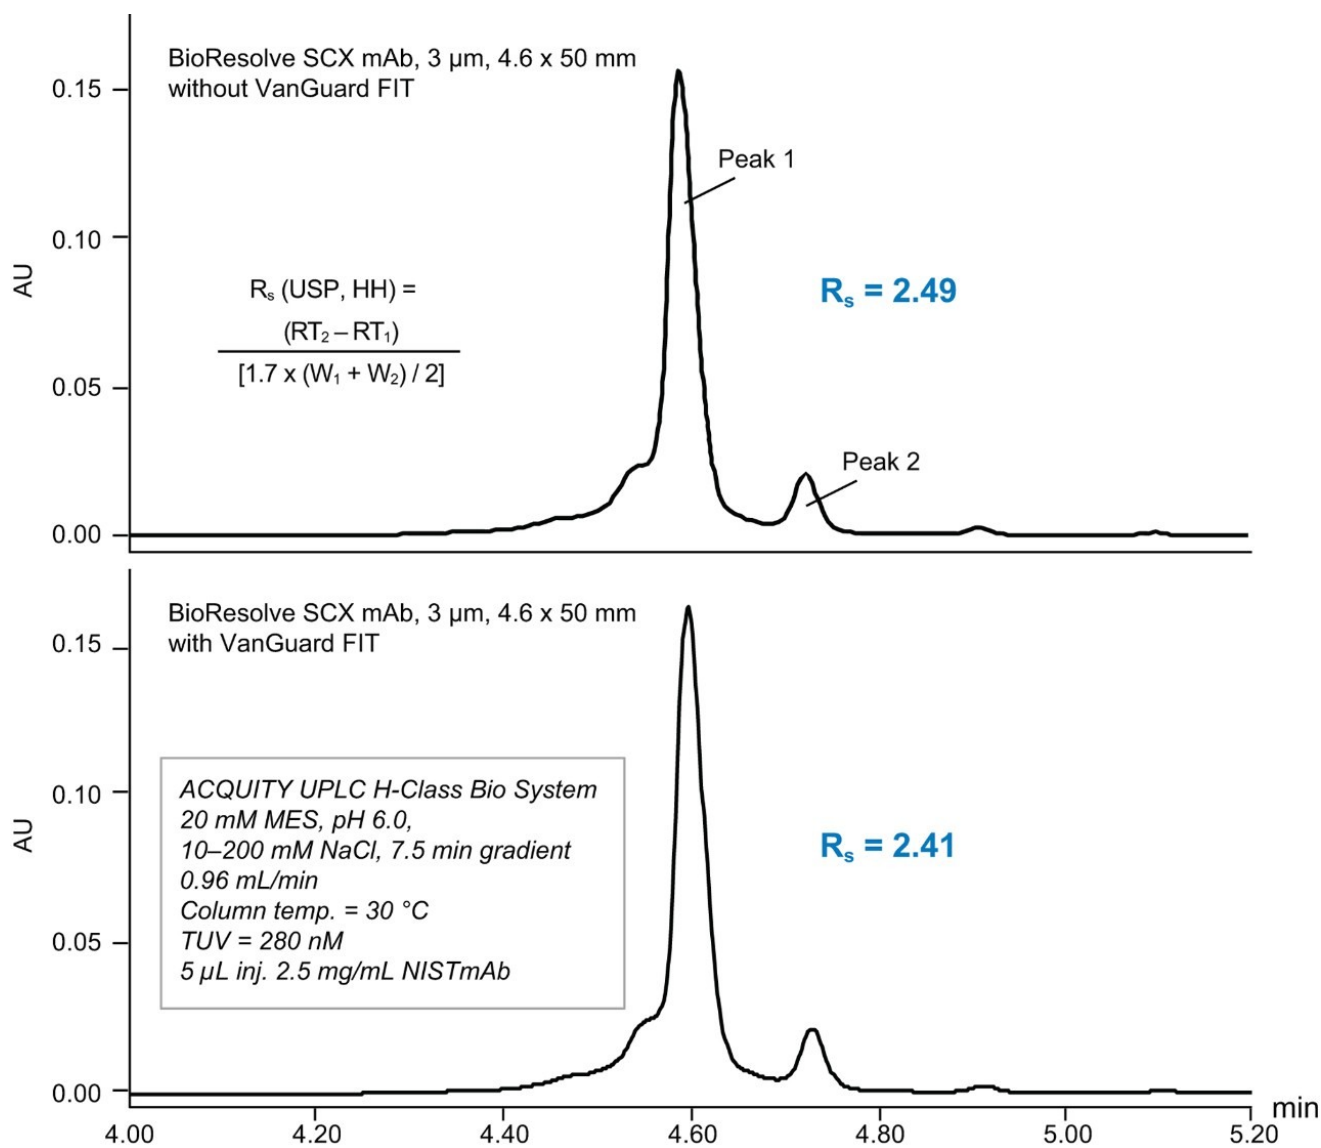 BioResolve SCX mAb, 3 µm, 4.6 x 50 mm
without VanGuard FIT
0.15
Peak 1
0.10
AU
Rₛ (USP, HH) =
(RT₂ – RT₁)
[1.7 x (W₁ + W₂) / 2]
Rₛ = 2.49
0.05
Peak 2
0.00
BioResolve SCX mAb, 3 µm, 4.6 x 50 mm
with VanGuard FIT
0.15
ACQUITY UPLC H-Class Bio System
20 mM MES, pH 6.0,
10–200 mM NaCl, 7.5 min gradient
0.96 mL/min
Column temp. = 30 °C
TUV = 280 nM
5 µL inj. 2.5 mg/mL NISTmAb
0.10
AU
Rₛ = 2.41
0.05
0.00
4.00 4.20 4.40 4.60 4.80 5.00 5.20 min